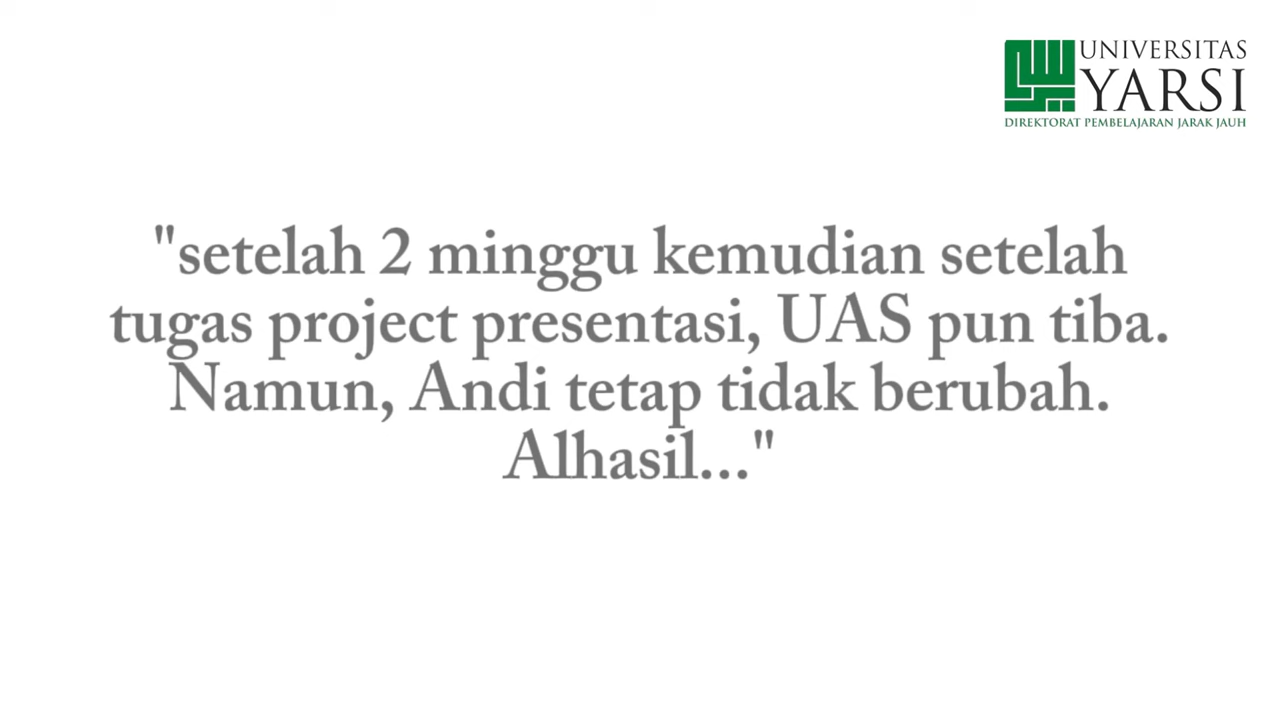 UNIVERSITAS
YARSI
DIREKTORAT PEMBELAJARAN JARAK JAUH
"setelah 2 minggu kemudian setelah
tugas project presentasi, UAS pun tiba.
Namun, Andi tetap tidak berubah.
Alhasil..."